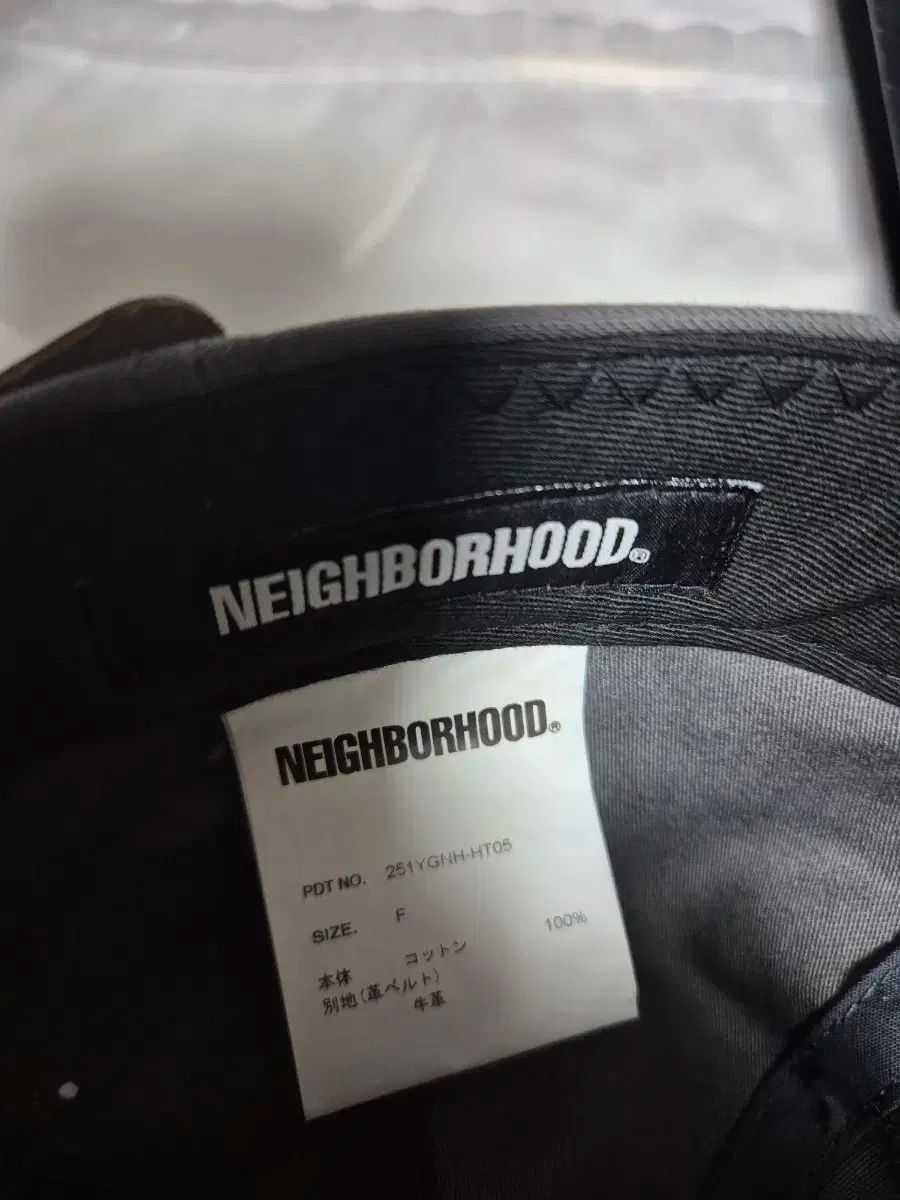 NEIGHBORHOOD®
NEIGHBORHOOD®
PDT NO. 251YGNH-HT05
SIZE. F
本体 コットン 100%
別地(革ベルト)
牛革